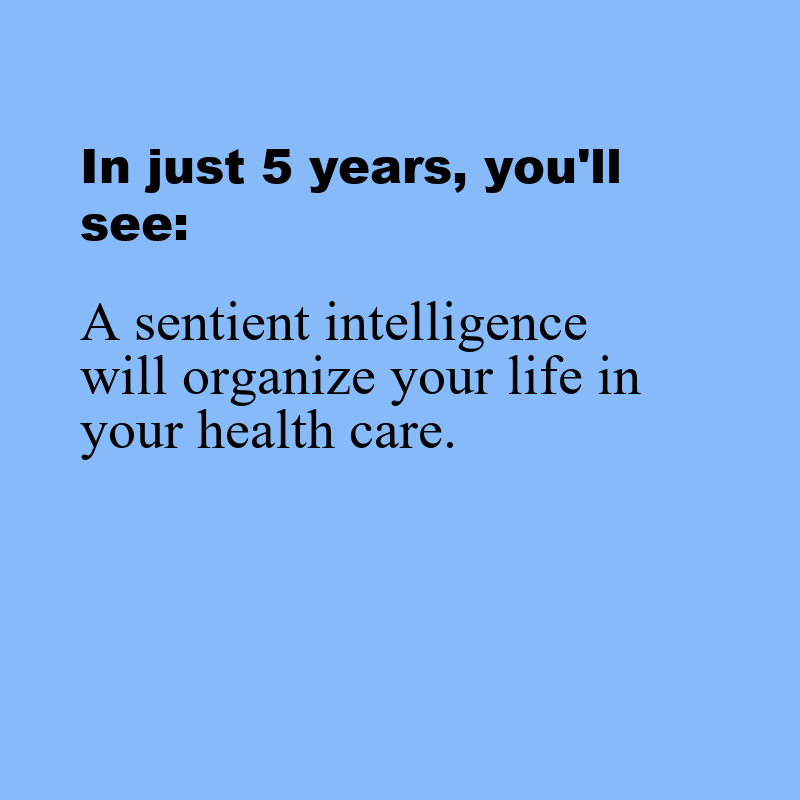 In just 5 years, you'll
see:
A sentient intelligence
will organize your life in
your health care.